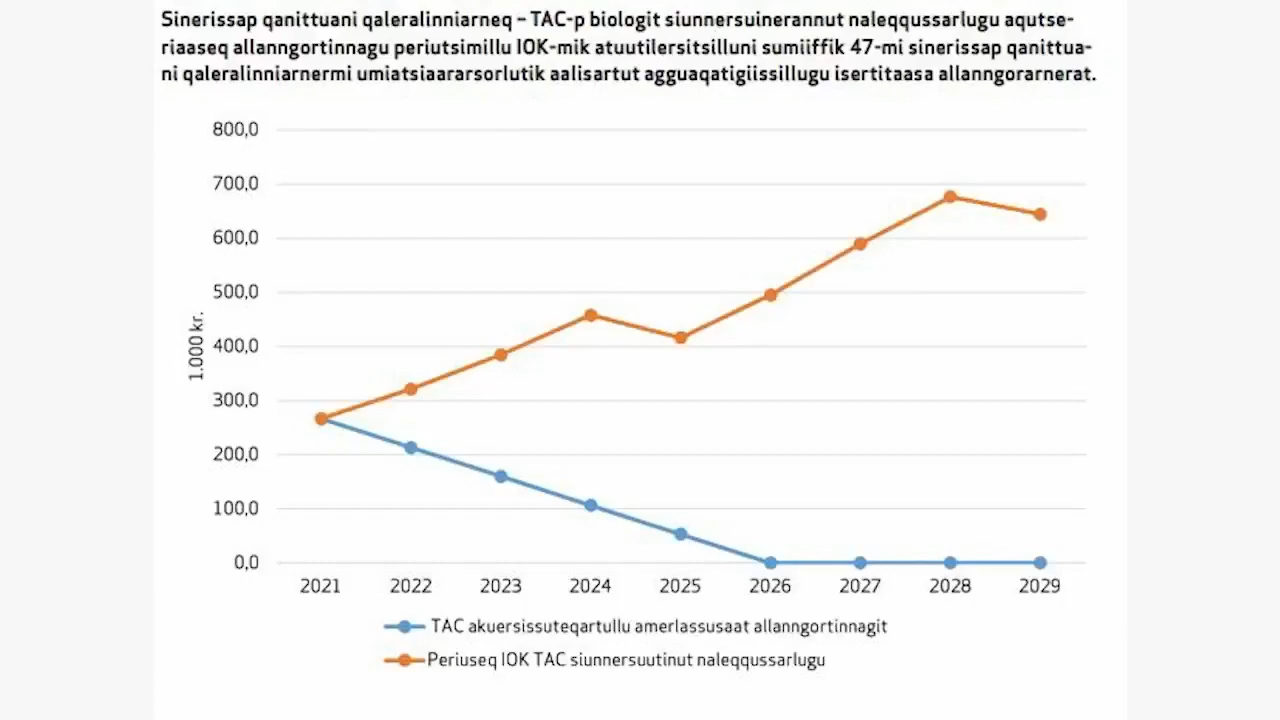 Sinerissap qanittuani qaleralinniarneq – TAC-p biologit siunnersuinerannut naleqqussarlugu aqutse-
riaaseq allanngortinnagu periutsimillu IOK-mik atuutilersitsilluni sumiiffik 47-mi sinerissap qanittua-
ni qaleralinniarnermi umiatsiaararsorlutik aalisartut agguaqatigiissillugu isertitaasa allanngorarnerat.
800,0
700,0
600,0
500,0
400,0
300,0
200,0
100,0
0,0
1.000 kr.
2021 2022 2023 2024 2025 2026 2027 2028 2029
TAC akuersissuteqartullu amerlassusaat allanngortinnagit
Periuseq IOK TAC siunnersuutinut naleqqussarlugu